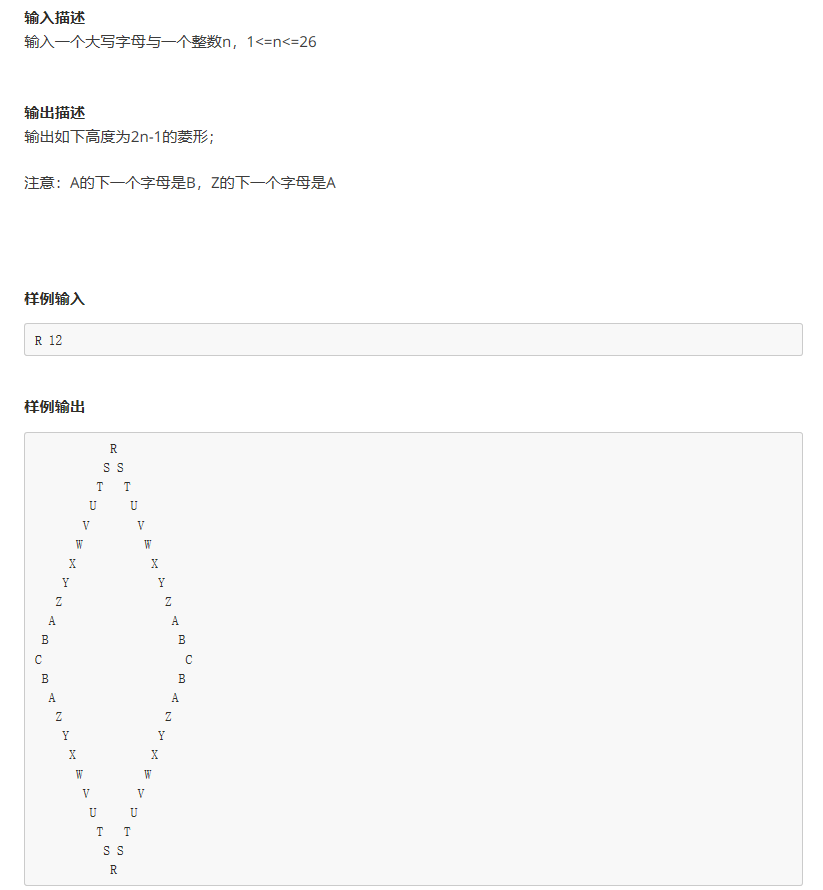 输入描述
输入一个大写字母与一个整数n，1<=n<=26
输出描述
输出如下高度为2n-1的菱形；
注意：A的下一个字母是B，Z的下一个字母是A
样例输入
R 12
样例输出
           R
          S S
         T   T
        U     U
       V       V
      W         W
     X           X
    Y             Y
   Z               Z
  A                 A
 B                   B
C                     C
 B                   B
  A                 A
   Z               Z
    Y             Y
     X           X
      W         W
       V       V
        U     U
         T   T
          S S
           R